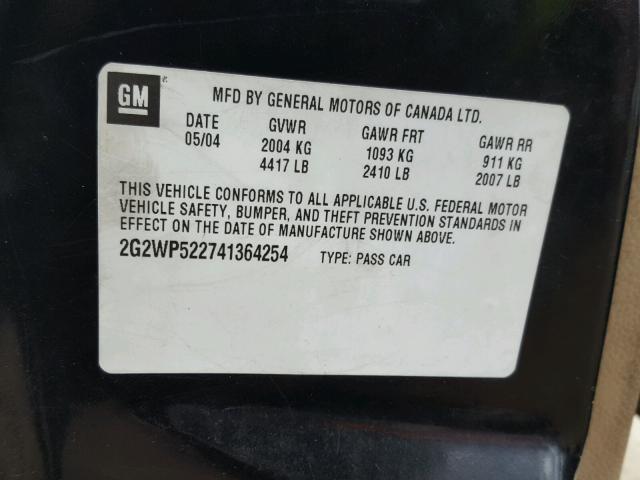 GM
MFD BY GENERAL MOTORS OF CANADA LTD.
DATE GVWR GAWR FRT GAWR RR
05/04 2004 KG 1093 KG 911 KG
4417 LB 2410 LB 2007 LB
THIS VEHICLE CONFORMS TO ALL APPLICABLE U.S. FEDERAL MOTOR
VEHICLE SAFETY, BUMPER, AND THEFT PREVENTION STANDARDS IN
EFFECT ON THE DATE OF MANUFACTURE SHOWN ABOVE.
2G2WP522741364254 TYPE: PASS CAR